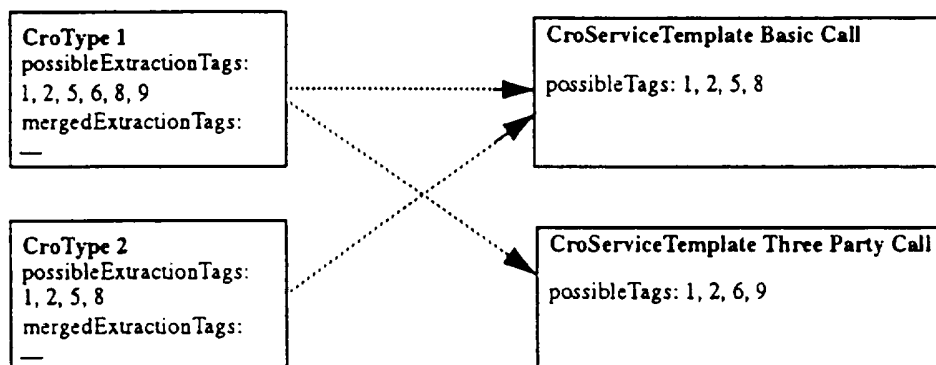 CroType 1
possibleExtractionTags:
1, 2, 5, 6, 8, 9
mergedExtractionTags:
—
CroServiceTemplate Basic Call
possibleTags: 1, 2, 5, 8
CroType 2
possibleExtractionTags:
1, 2, 5, 8
mergedExtractionTags:
—
CroServiceTemplate Three Party Call
possibleTags: 1, 2, 6, 9